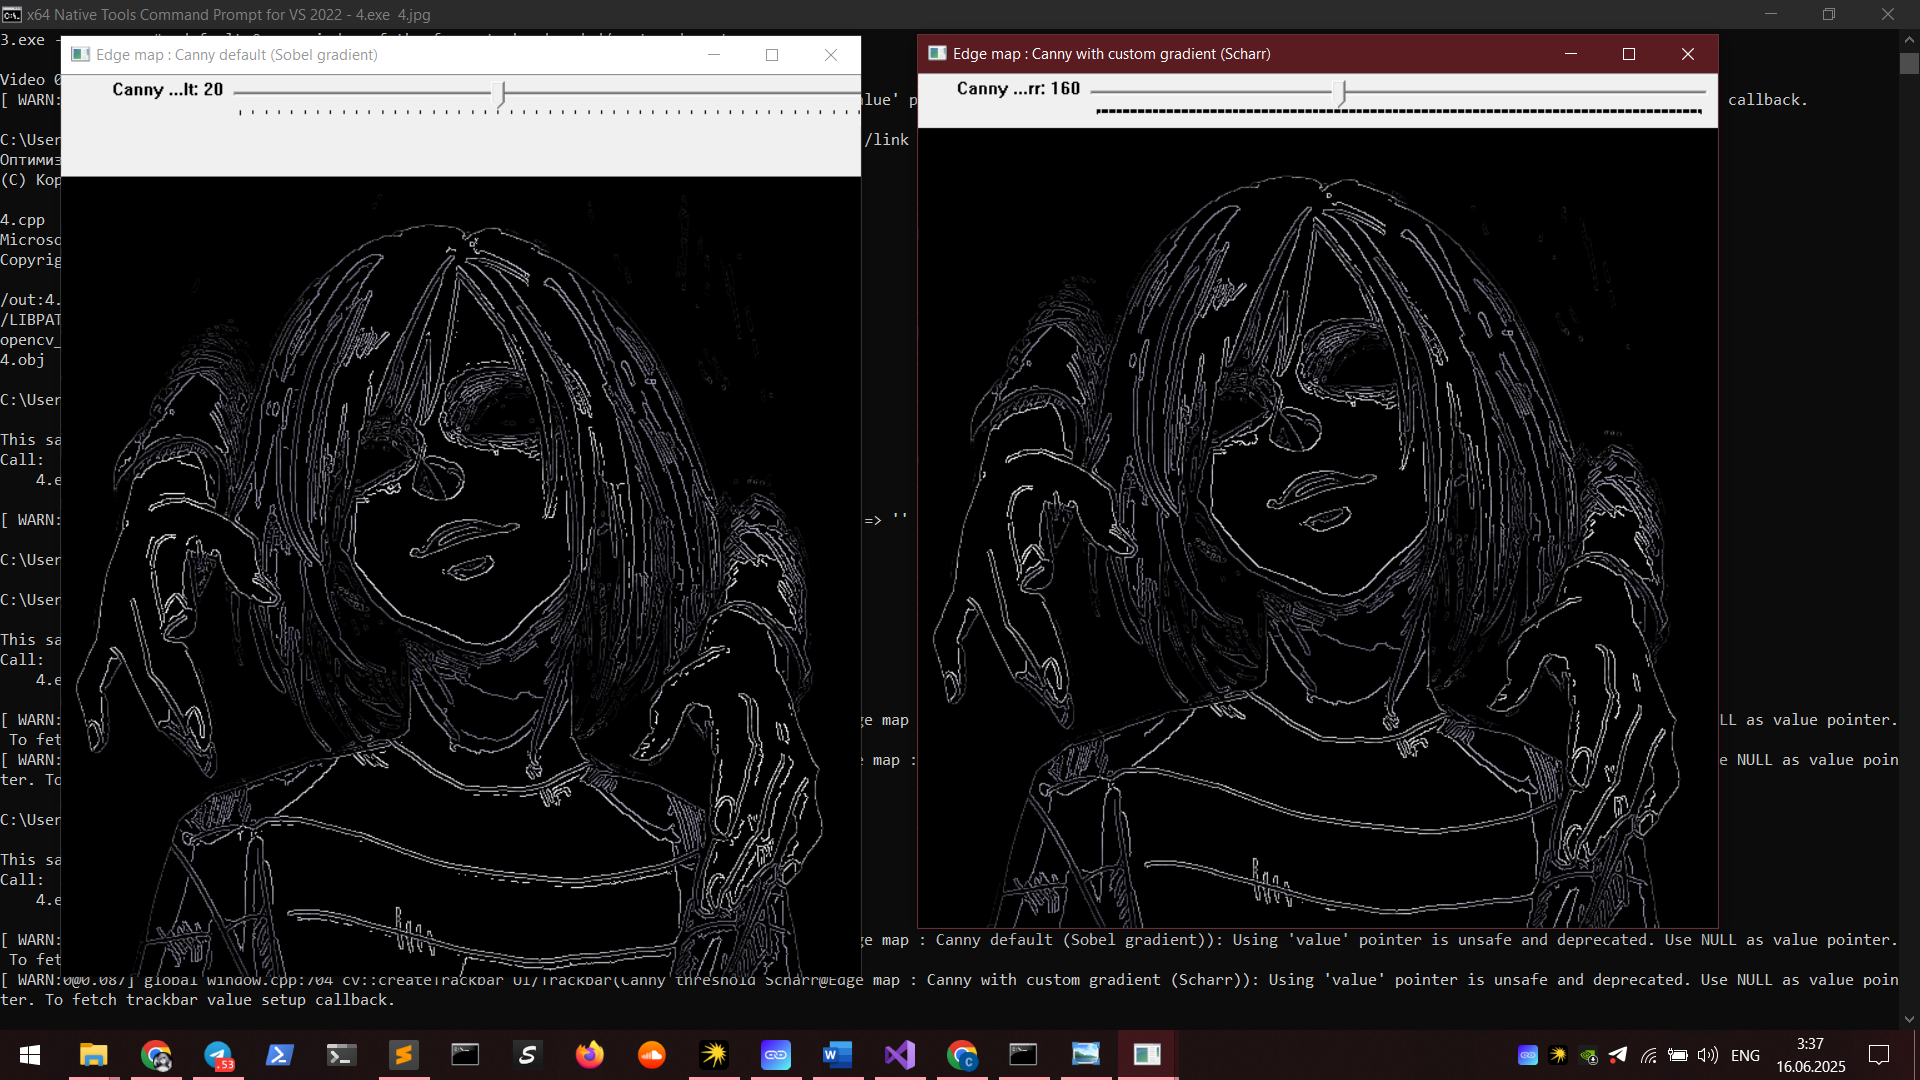 x64 Native Tools Command Prompt for VS 2022 - 4.exe  4.jpg
3.exe -
Edge map : Canny default (Sobel gradient)
Canny ...lt: 20
Edge map : Canny with custom gradient (Scharr)
Canny ...rr: 160
Video
[ WARN:
callback.
C:\User
/link
(C)
4.cpp
/out:4.
4.obj
C:\User
This sa
Call:
4.e
[ WARN:
=> ''
C:\User
C:\User
This sa
Call:
4.e
[ WARN:
ge map
LL as value pointer.
To fet
[ WARN:
e map :
e NULL as value poin
ter. To
C:\User
This sa
Call:
4.e
[ WARN:
ge map : Canny default (Sobel gradient)): Using 'value' pointer is unsafe and deprecated. Use NULL as value pointer.
To fet
[ WARN:0@0.087] global window.cpp:704 cv::createTrackbar UI/Trackbar(Canny threshold Scharr@Edge map : Canny with custom gradient (Scharr)): Using 'value' pointer is unsafe and deprecated. Use NULL as value poin
ter. To fetch trackbar value setup callback.
53
ENG
3:37
16.06.2025